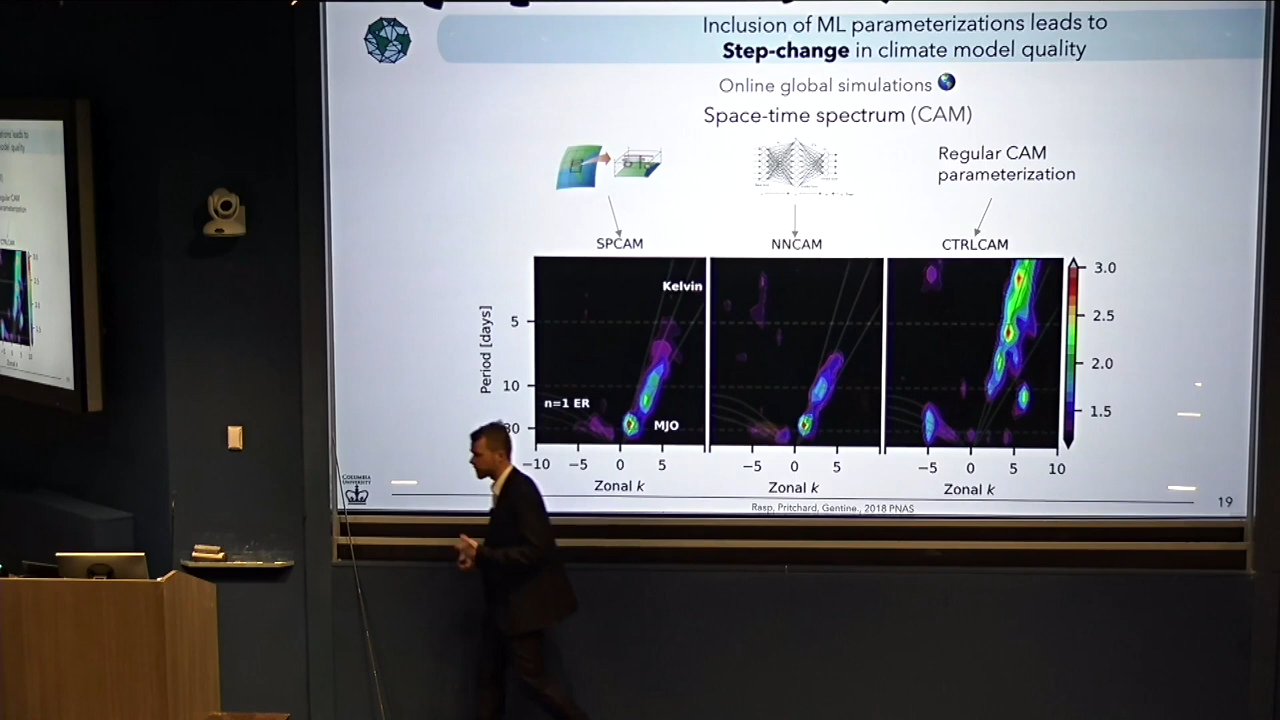 Inclusion of ML parameterizations leads to
Step-change in climate model quality
Online global simulations
Space-time spectrum (CAM)
Regular CAM
parameterization
SPCAM
NNCAM
CTRLCAM
Kelvin
n=1 ER
MJO
Period [days]
5
10
30
−10 −5 0 5
−5 0 5
−5 0 5 10
Zonal k
Zonal k
Zonal k
3.0
2.5
2.0
1.5
COLUMBIA
UNIVERSITY
Rasp, Pritchard, Gentine., 2018 PNAS
19